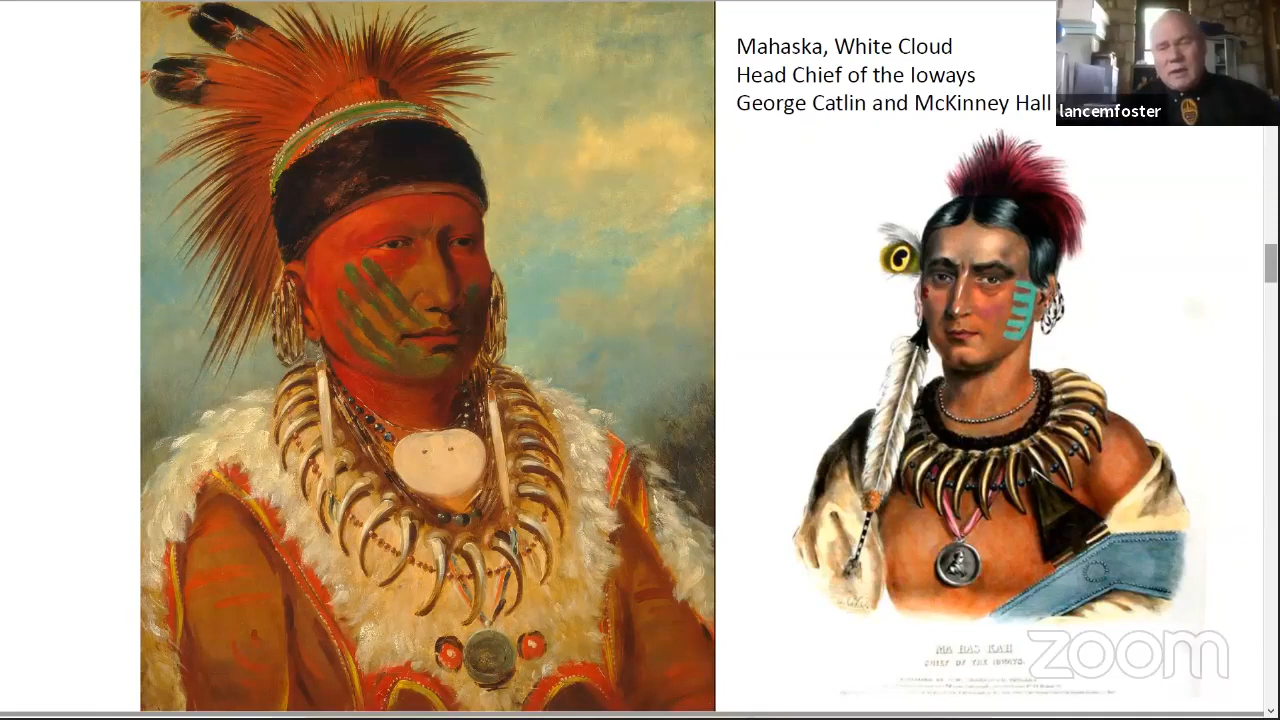 Mahaska, White Cloud
Head Chief of the Ioways
George Catlin and McKinney Hall
lancemfoster
MA HAS KAH
CHIEF OF THE IOWAYS.
zoom